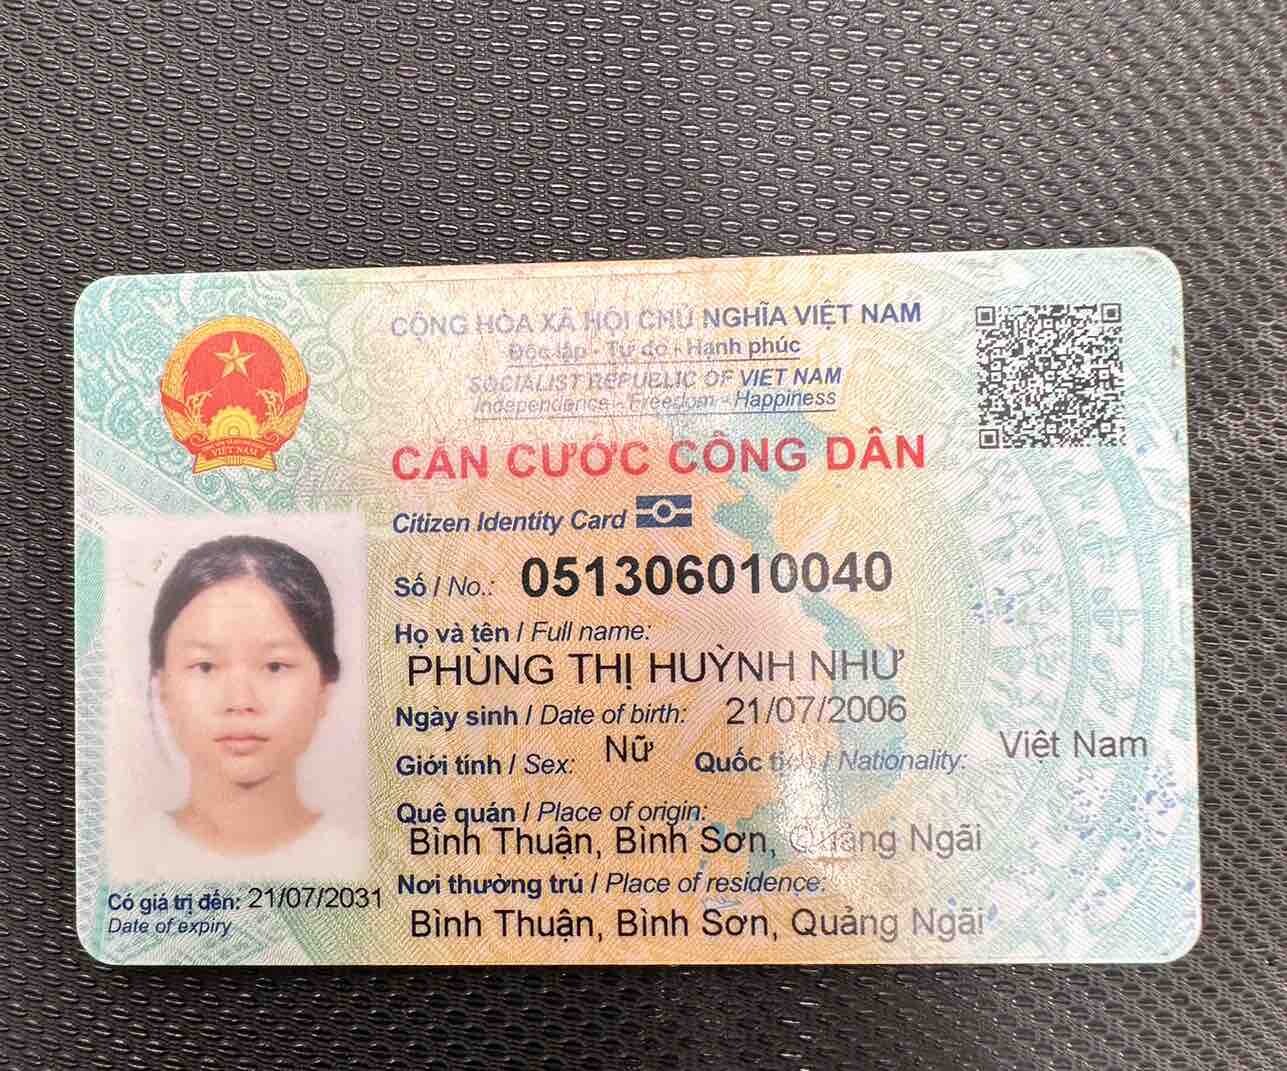 CỘNG HÒA XÃ HỘI CHỦ NGHĨA VIỆT NAM
Độc lập - Tự do - Hạnh phúc
SOCIALIST REPUBLIC OF VIET NAM
Independence - Freedom - Happiness
CĂN CƯỚC CÔNG DÂN
Citizen Identity Card
Số / No.: 051306010040
Họ và tên / Full name:
PHÙNG THỊ HUỲNH NHƯ
Ngày sinh / Date of birth: 21/07/2006
Giới tính / Sex: Nữ Quốc tịch / Nationality: Việt Nam
Quê quán / Place of origin:
Bình Thuận, Bình Sơn, Quảng Ngãi
Nơi thường trú / Place of residence:
Bình Thuận, Bình Sơn, Quảng Ngãi
Có giá trị đến: 21/07/2031
Date of expiry
VIỆT NAM